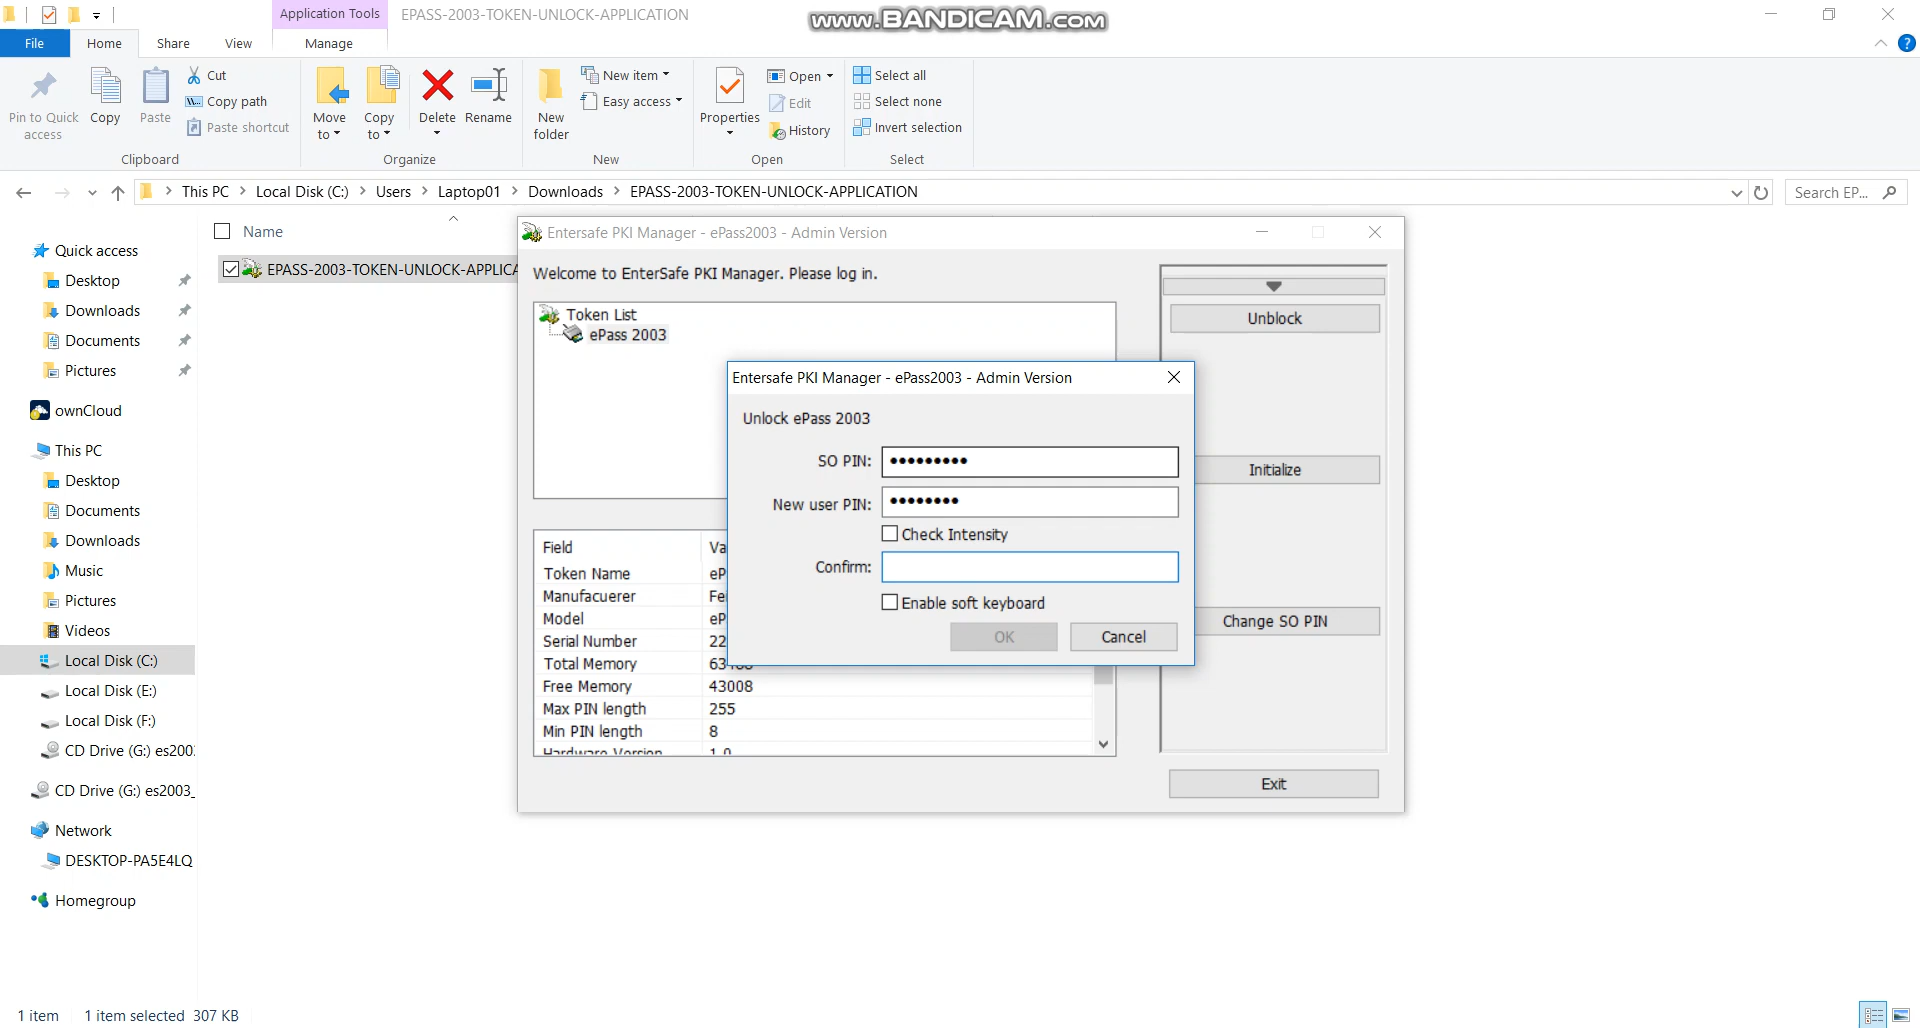 Application Tools
EPASS-2003-TOKEN-UNLOCK-APPLICATION
www.BANDICAM.com
File
Home
Share
View
Manage
Pin to Quick access
Copy
Paste
Cut
Copy path
Paste shortcut
Clipboard
Move to
Copy to
Delete
Rename
Organize
New folder
New item
Easy access
New
Properties
Open
Edit
History
Open
Select all
Select none
Invert selection
Select
This PC
Local Disk (C:)
Users
Laptop01
Downloads
EPASS-2003-TOKEN-UNLOCK-APPLICATION
Search EP...
Quick access
Desktop
Downloads
Documents
Pictures
ownCloud
This PC
Desktop
Documents
Downloads
Music
Pictures
Videos
Local Disk (C:)
Local Disk (E:)
Local Disk (F:)
CD Drive (G:) es200
CD Drive (G:) es2003_
Network
DESKTOP-PA5E4LQ
Homegroup
Name
EPASS-2003-TOKEN-UNLOCK-APPLICA
Entersafe PKI Manager - ePass2003 - Admin Version
Welcome to EnterSafe PKI Manager. Please log in.
Token List
ePass 2003
Unblock
Initialize
Change SO PIN
Exit
Entersafe PKI Manager - ePass2003 - Admin Version
Unlock ePass 2003
SO PIN:
New user PIN:
Check Intensity
Confirm:
Enable soft keyboard
OK
Cancel
Field Va
Token Name eP
Manufacuerer Fe
Model eP
Serial Number 22
Total Memory
Free Memory 43008
Max PIN length 255
Min PIN length 8
Hardware Version 1.0
1 item 1 item selected 307 KB